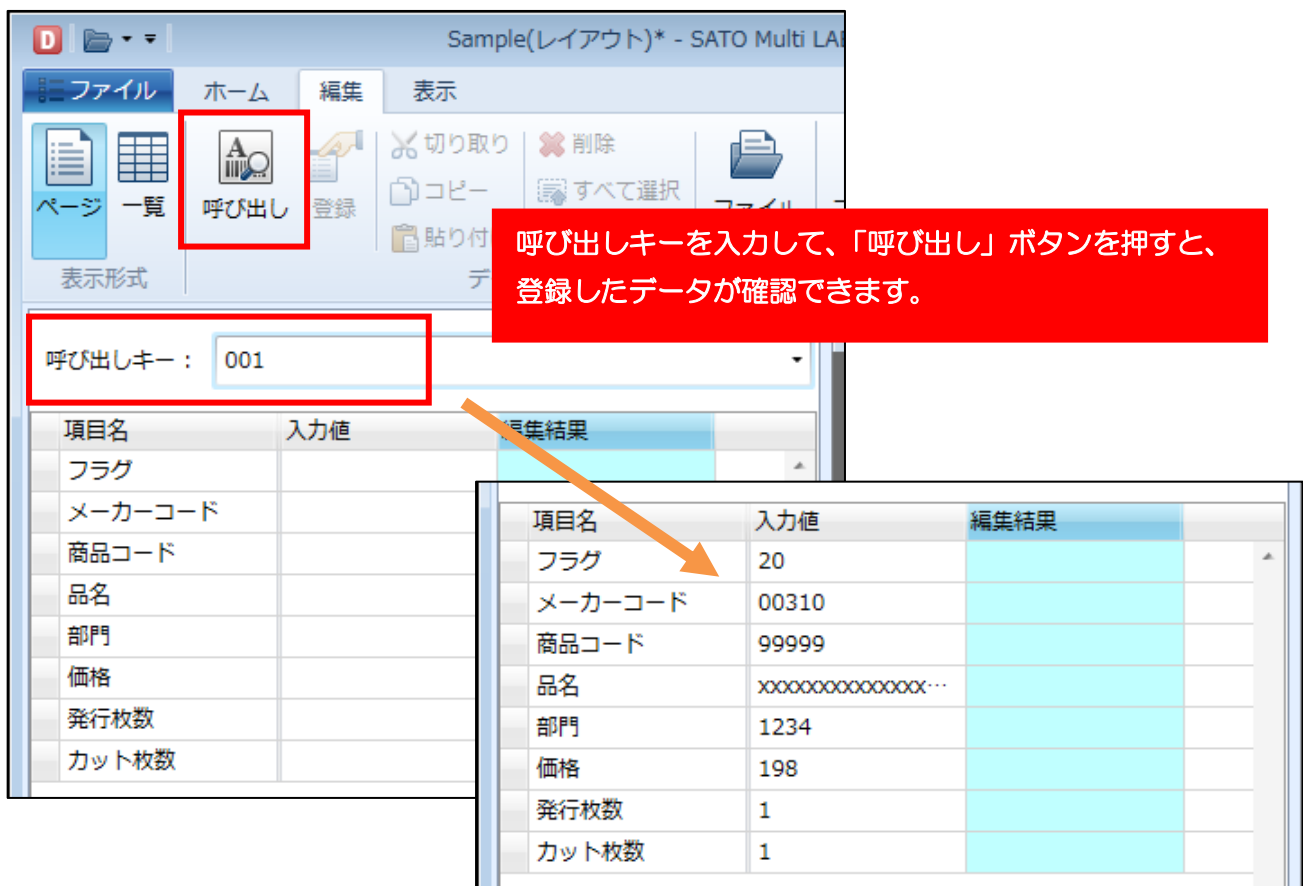 Sample(レイアウト)* - SATO Multi LAB
ファイル ホーム 編集 表示
切り取り 削除
コピー すべて選択
ページ 一覧 呼び出し 登録 ファイル
貼り付
表示形式 デ
呼び出しキーを入力して、「呼び出し」ボタンを押すと、
登録したデータが確認できます。
呼び出しキー： 001
項目名 入力値 編集結果
フラグ
メーカーコード
商品コード
品名
部門
価格
発行枚数
カット枚数
項目名 入力値 編集結果
フラグ 20
メーカーコード 00310
商品コード 99999
品名 xxxxxxxxxxxxxx…
部門 1234
価格 198
発行枚数 1
カット枚数 1